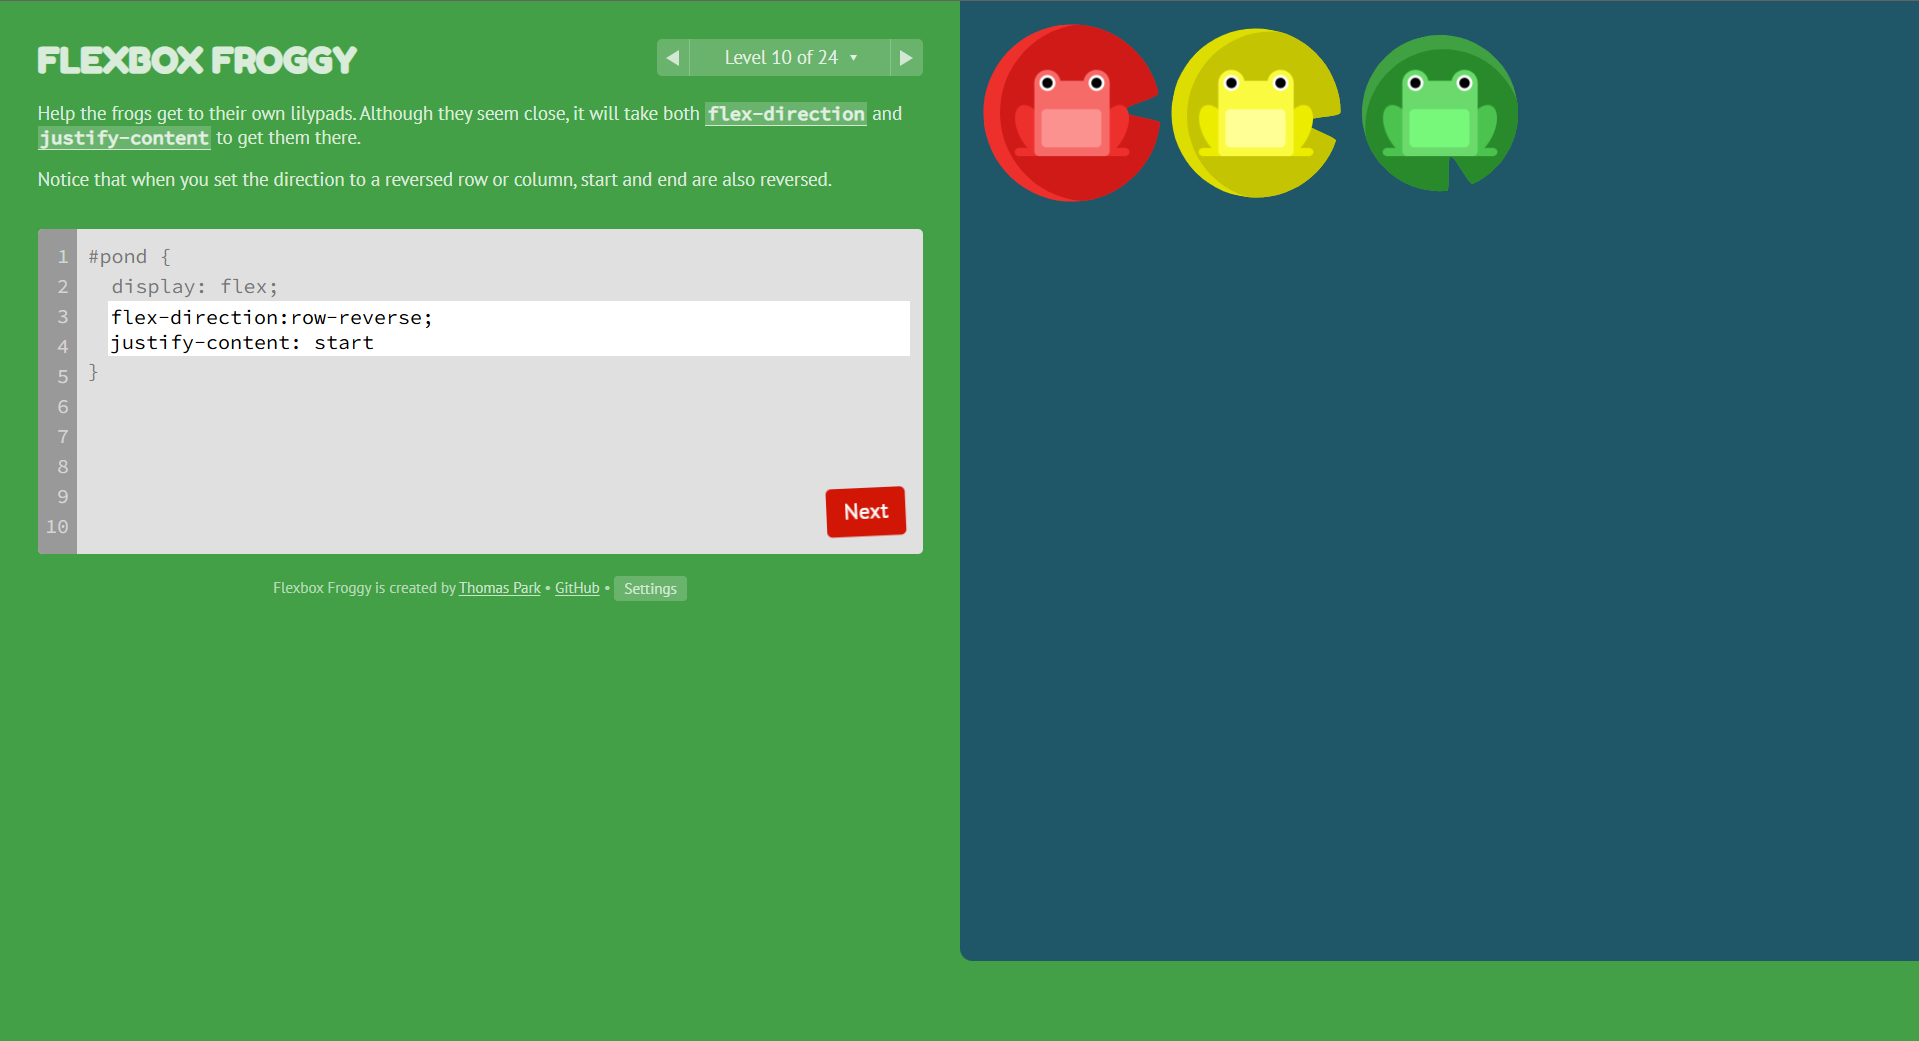 FLEXBOX FROGGY
◀ Level 10 of 24 ▾ ▶
Help the frogs get to their own lilypads. Although they seem close, it will take both flex-direction and
justify-content to get them there.
Notice that when you set the direction to a reversed row or column, start and end are also reversed.
1 #pond {
2 display: flex;
3 flex-direction:row-reverse;
4 justify-content: start
5 }
6
7
8
9
10
Next
Flexbox Froggy is created by Thomas Park • GitHub • Settings